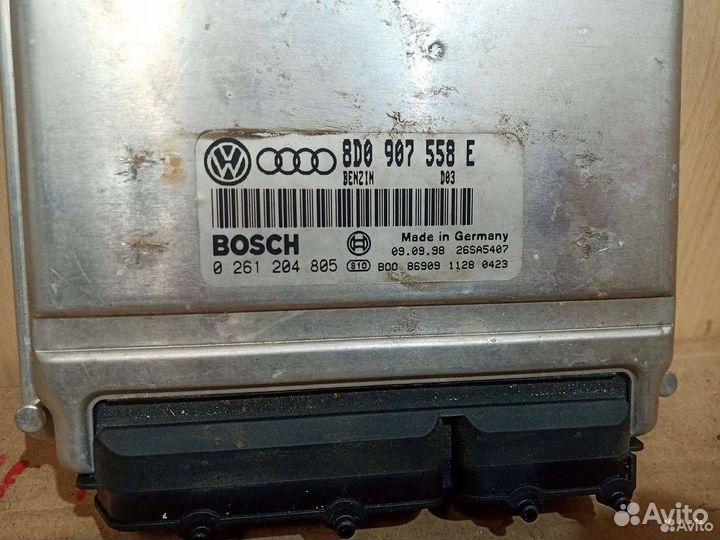 8D0 907 558 E
BENZIN D03
BOSCH Made in Germany
09.09.98 26SA5407
0 261 204 805 S10 B00 86909 1128 0423
Avito